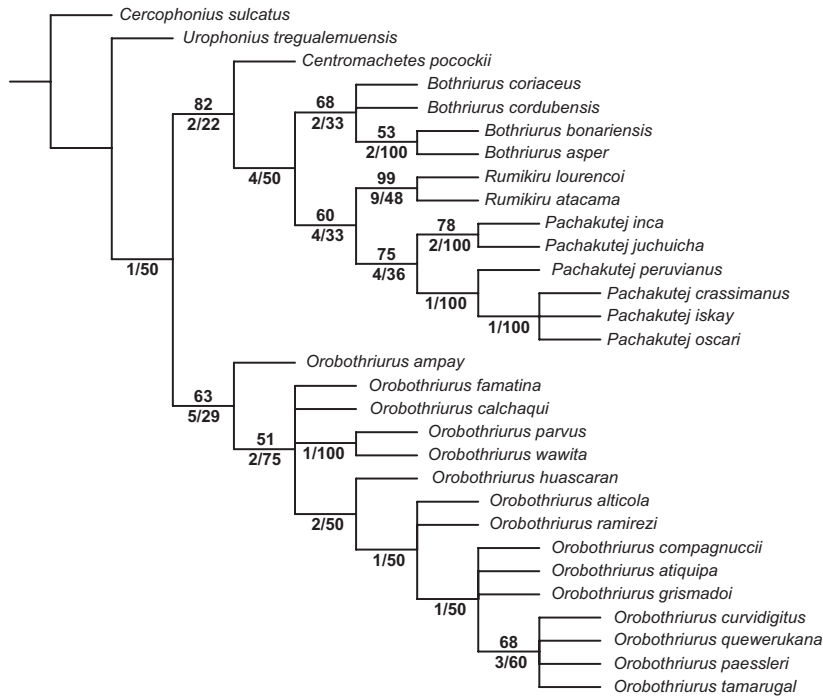 Cercophonius sulcatus
Urophonius tregualemuensis
Centromachetes pocockii
82
2/22
Bothriurus coriaceus
68
Bothriurus cordubensis
2/33
Bothriurus bonariensis
53
2/100
Bothriurus asper
4/50
Rumikiru lourencoi
99
9/48
Rumikiru atacama
60
4/33
Pachakutej inca
78
2/100
Pachakutej juchuicha
75
4/36
Pachakutej peruvianus
1/100
Pachakutej crassimanus
1/100
Pachakutej iskay
Pachakutej oscari
1/50
Orobothriurus ampay
63
5/29
Orobothriurus famatina
Orobothriurus calchaqui
51
2/75
Orobothriurus parvus
1/100
Orobothriurus wawita
Orobothriurus huascaran
2/50
Orobothriurus alticola
Orobothriurus ramirezi
1/50
Orobothriurus compagnuccii
Orobothriurus atiquipa
Orobothriurus grismadoi
1/50
Orobothriurus curvidigitus
68
3/60
Orobothriurus quewerukana
Orobothriurus paessleri
Orobothriurus tamarugal